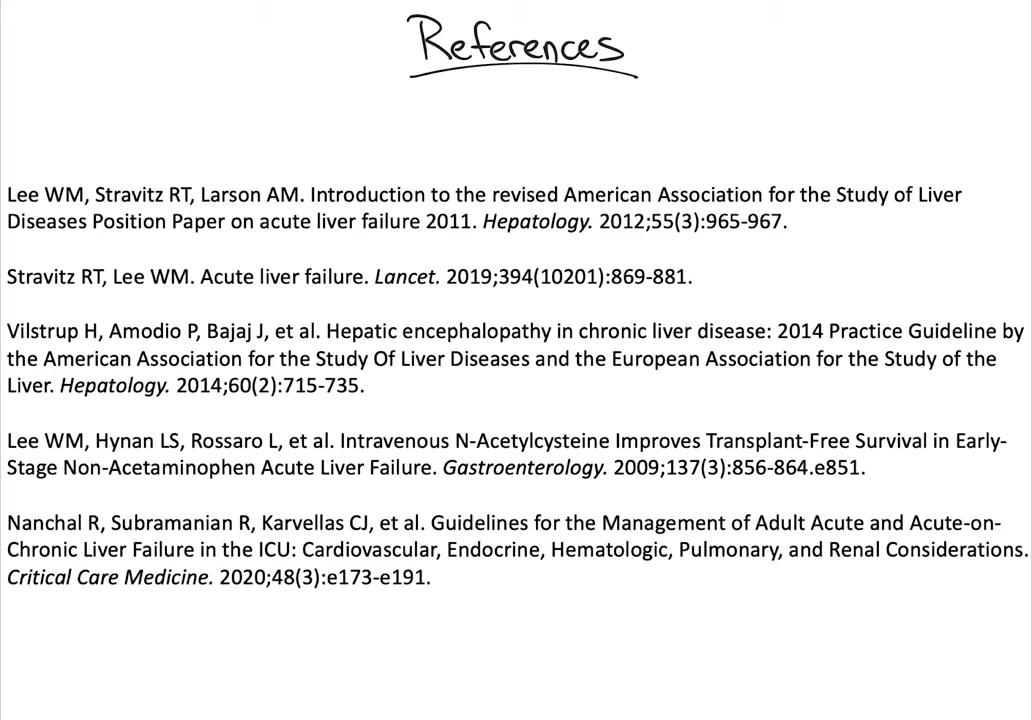 References
Lee WM, Stravitz RT, Larson AM. Introduction to the revised American Association for the Study of Liver
Diseases Position Paper on acute liver failure 2011. Hepatology. 2012;55(3):965-967.
Stravitz RT, Lee WM. Acute liver failure. Lancet. 2019;394(10201):869-881.
Vilstrup H, Amodio P, Bajaj J, et al. Hepatic encephalopathy in chronic liver disease: 2014 Practice Guideline by
the American Association for the Study Of Liver Diseases and the European Association for the Study of the
Liver. Hepatology. 2014;60(2):715-735.
Lee WM, Hynan LS, Rossaro L, et al. Intravenous N-Acetylcysteine Improves Transplant-Free Survival in Early-
Stage Non-Acetaminophen Acute Liver Failure. Gastroenterology. 2009;137(3):856-864.e851.
Nanchal R, Subramanian R, Karvellas CJ, et al. Guidelines for the Management of Adult Acute and Acute-on-
Chronic Liver Failure in the ICU: Cardiovascular, Endocrine, Hematologic, Pulmonary, and Renal Considerations.
Critical Care Medicine. 2020;48(3):e173-e191.